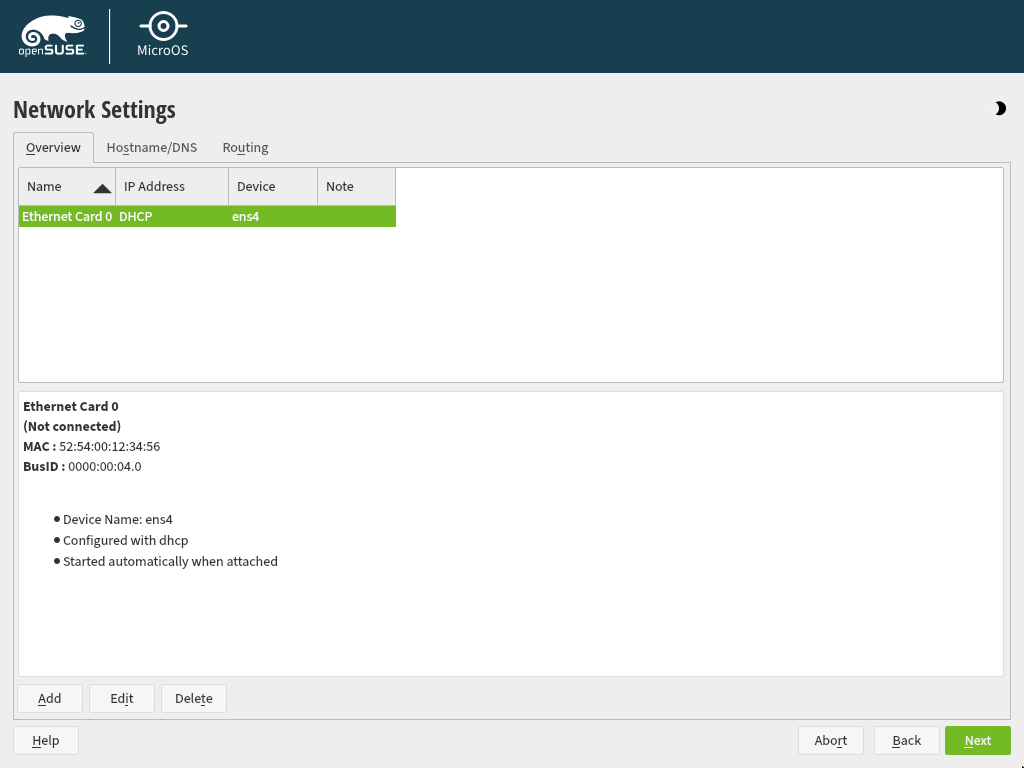 openSUSE
MicroOS
Network Settings
Overview Hostname/DNS Routing
Name IP Address Device Note
Ethernet Card 0 DHCP ens4
Ethernet Card 0
(Not connected)
MAC : 52:54:00:12:34:56
BusID : 0000:00:04.0
Device Name: ens4
Configured with dhcp
Started automatically when attached
Add Edit Delete
Help Abort Back Next